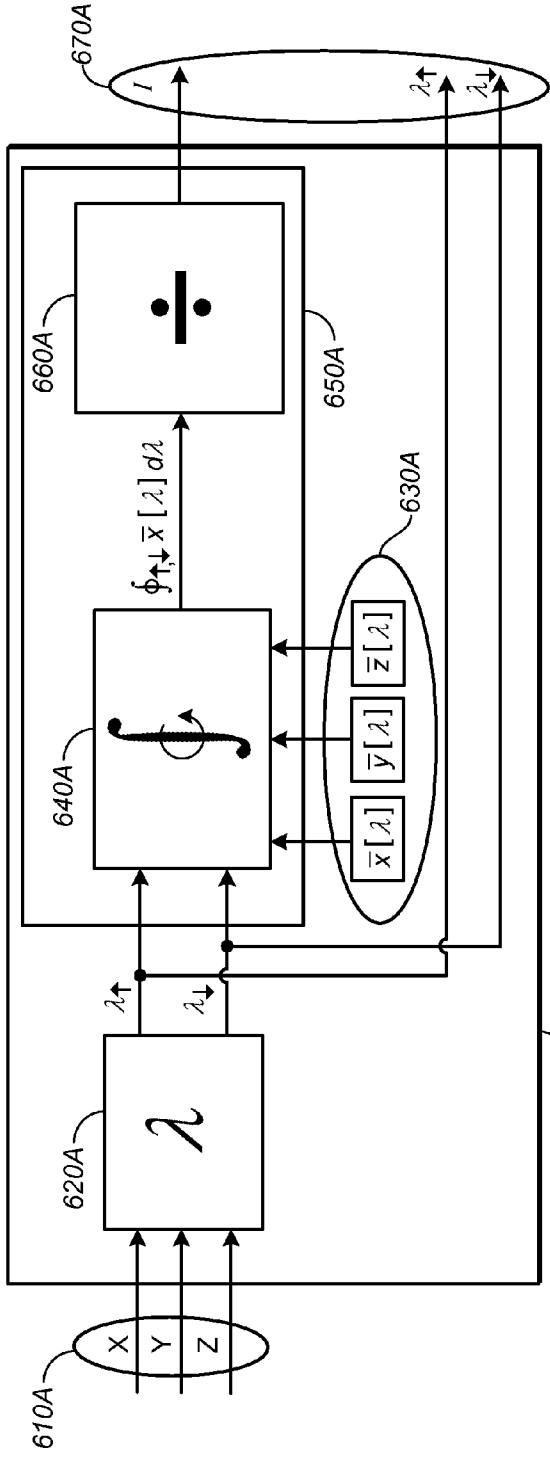 610A
X
Y
Z
620A
λ
λ↑
λ↓
640A
∫
∮↑,↓ x̅ [λ] dλ
660A
÷
650A
630A
x̅ [λ]
y̅ [λ]
z̅ [λ]
670A
I
λ↑
λ↓